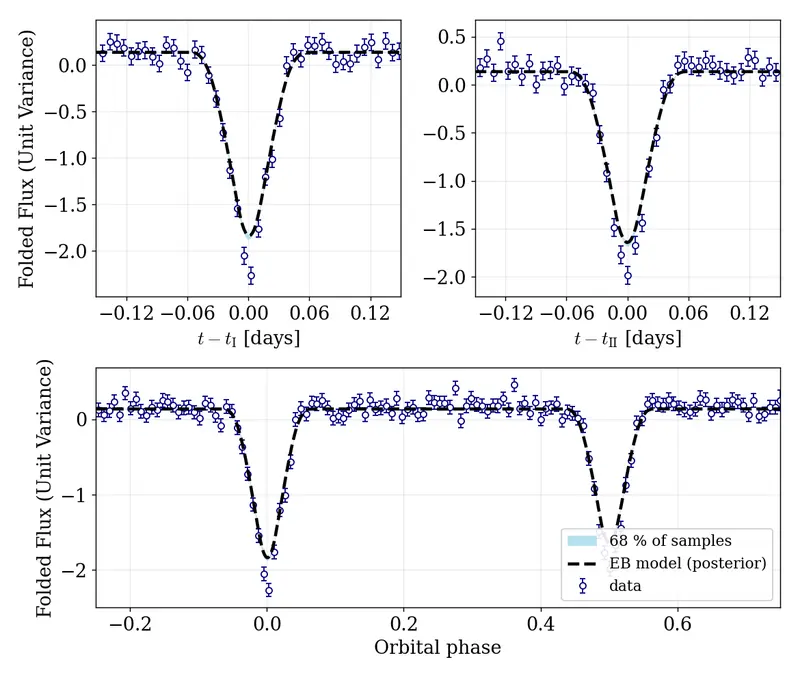 Folded Flux (Unit Variance)
0.0
−0.5
−1.0
−1.5
−2.0
−0.12 −0.06 0.00 0.06 0.12
t − tI [days]
0.5
0.0
−0.5
−1.0
−1.5
−2.0
−0.12 −0.06 0.00 0.06 0.12
t − tII [days]
Folded Flux (Unit Variance)
0
−1
−2
−0.2 0.0 0.2 0.4 0.6
Orbital phase
68 % of samples
EB model (posterior)
data